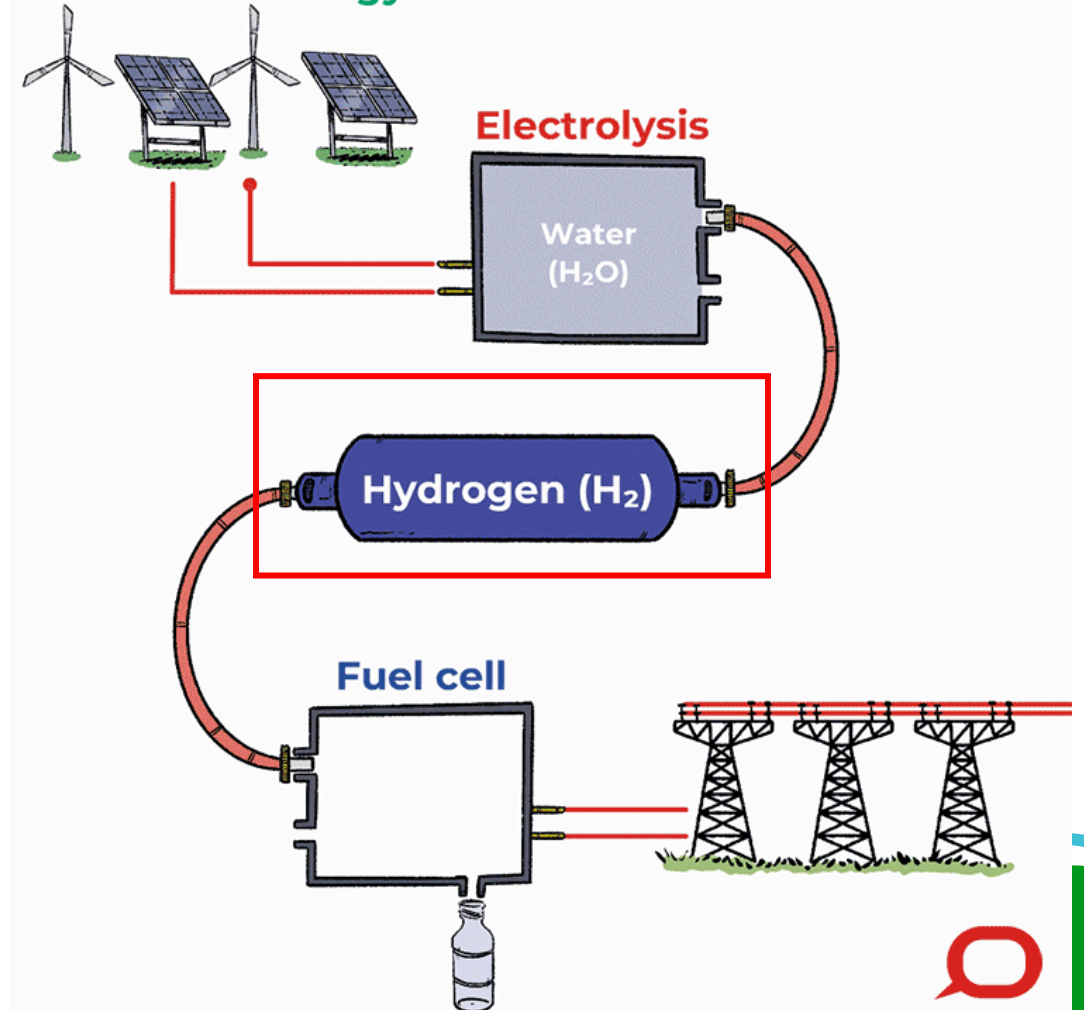 Electrolysis
Water
(H₂O)
Hydrogen (H₂)
Fuel cell